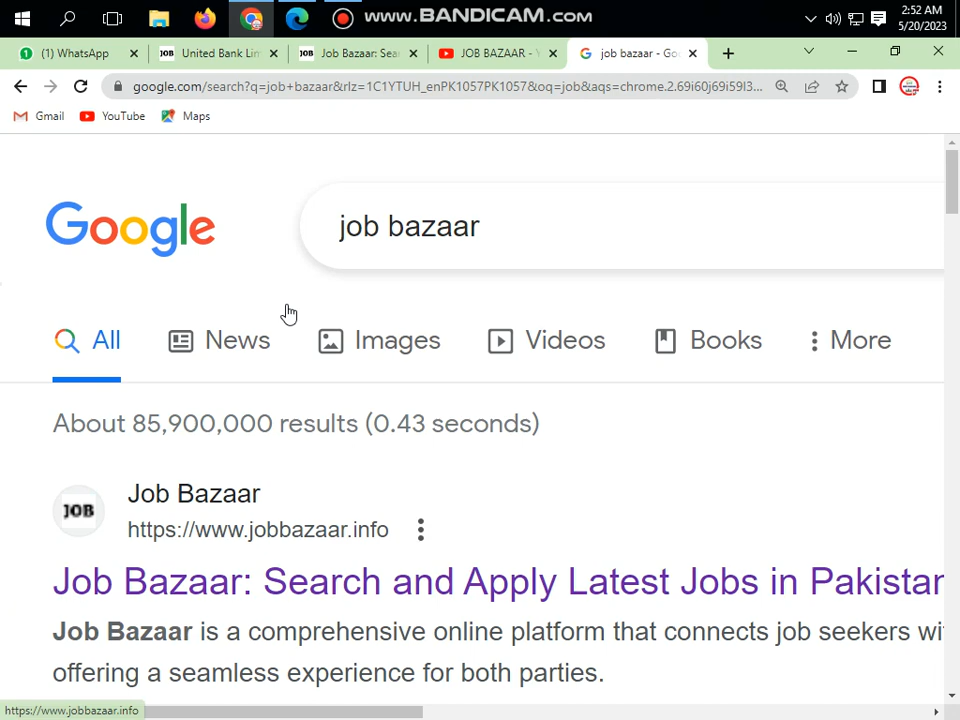 www.BANDICAM.com
2:52 AM
5/20/2023
(1) WhatsApp
United Bank Lim
Job Bazaar: Sea
JOB BAZAAR - Y
job bazaar - Goo
google.com/search?q=job+bazaar&rlz=1C1YTUH_enPK1057PK1057&oq=job&aqs=chrome.2.69i60j69i59l3...
Gmail
YouTube
Maps
Google
job bazaar
All
News
Images
Videos
Books
More
About 85,900,000 results (0.43 seconds)
JOB
Job Bazaar
https://www.jobbazaar.info
Job Bazaar: Search and Apply Latest Jobs in Pakistan
Job Bazaar is a comprehensive online platform that connects job seekers wi
offering a seamless experience for both parties.
https://www.jobbazaar.info